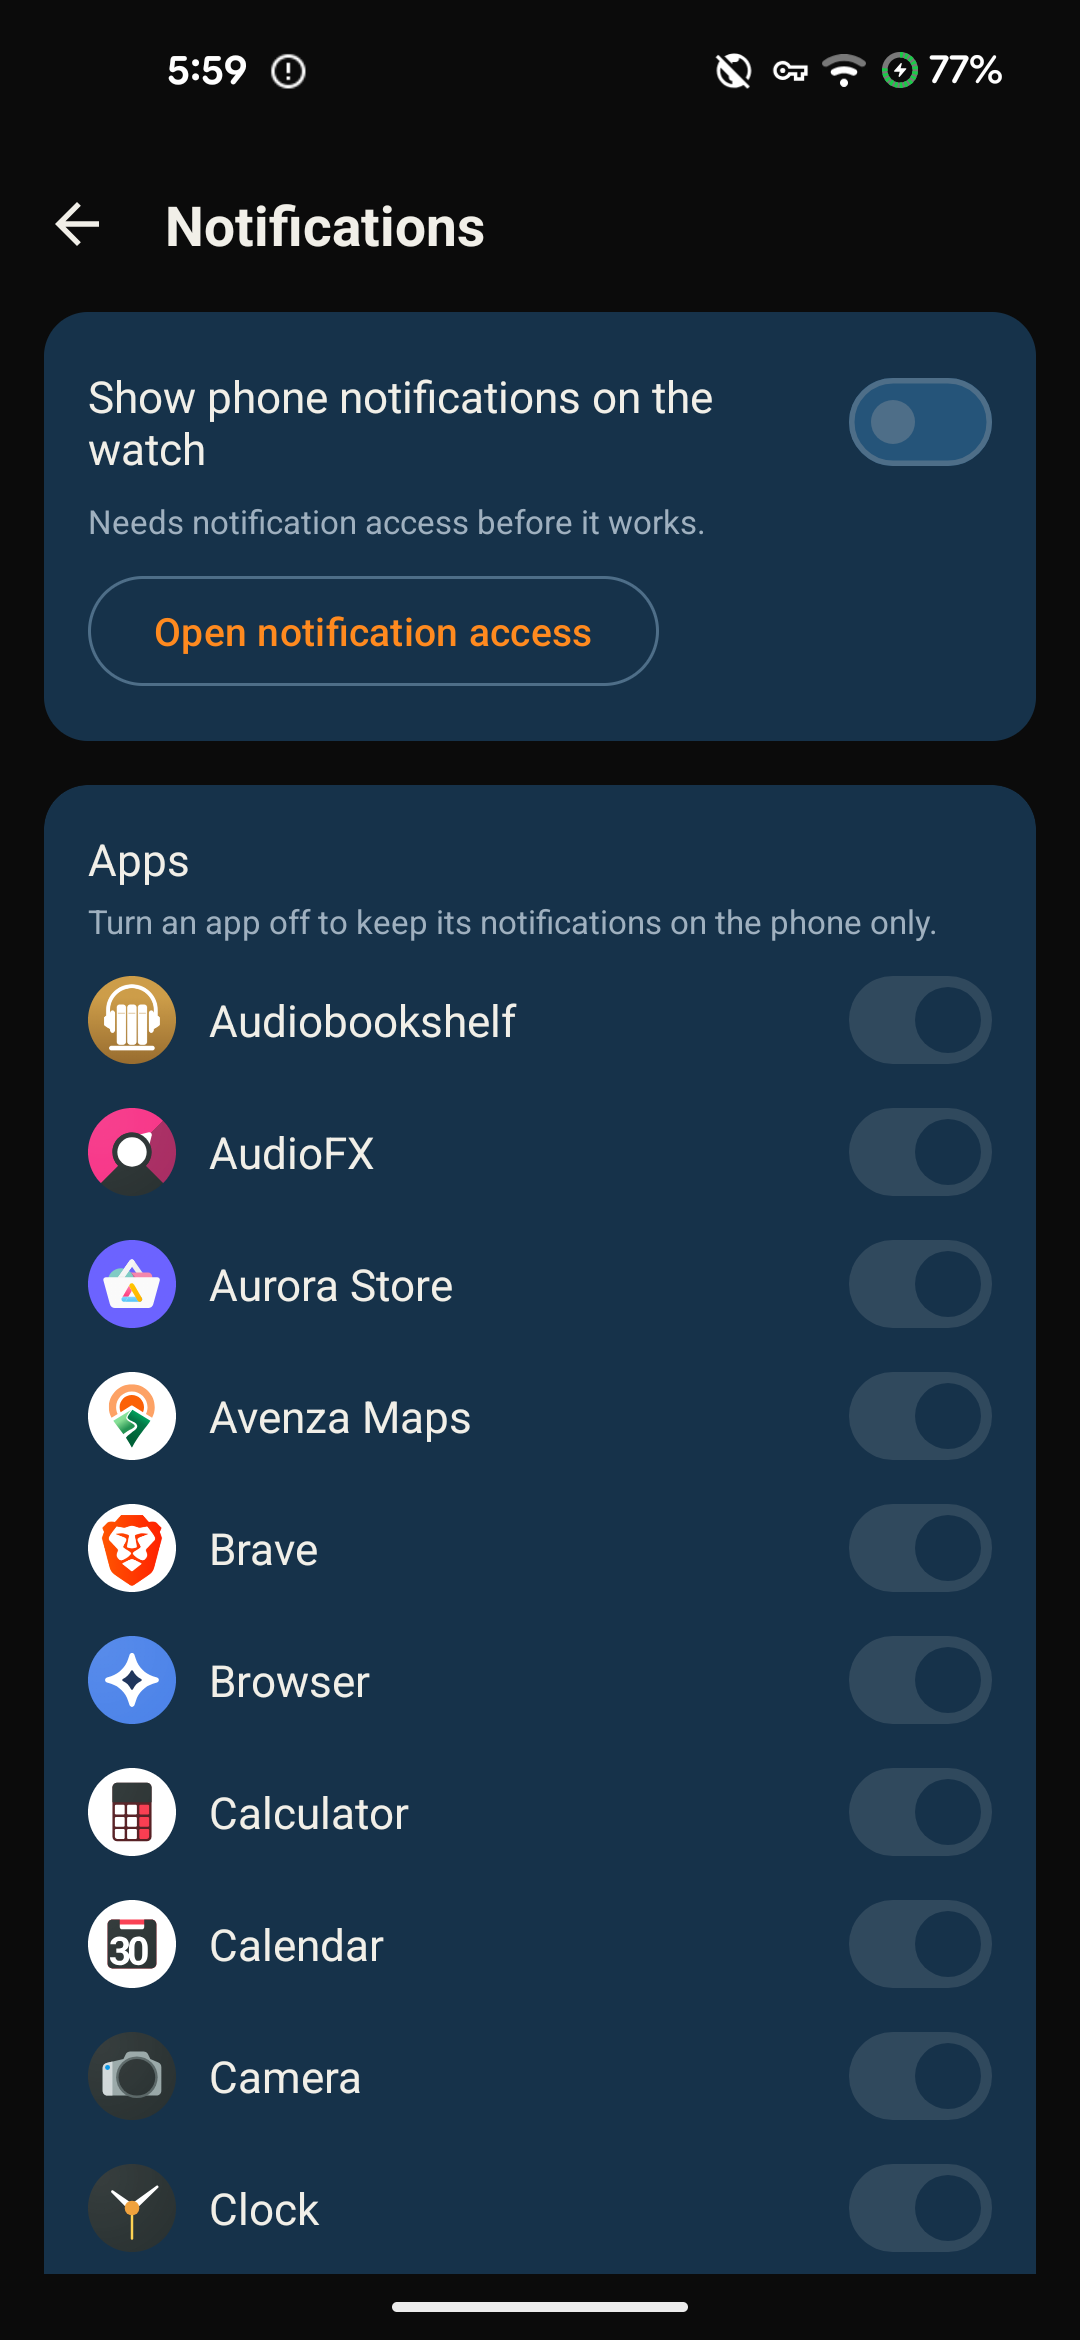 5:59
77%
Notifications
Show phone notifications on the
watch
Needs notification access before it works.
Open notification access
Apps
Turn an app off to keep its notifications on the phone only.
Audiobookshelf
AudioFX
Aurora Store
Avenza Maps
Brave
Browser
Calculator
30
Calendar
Camera
Clock